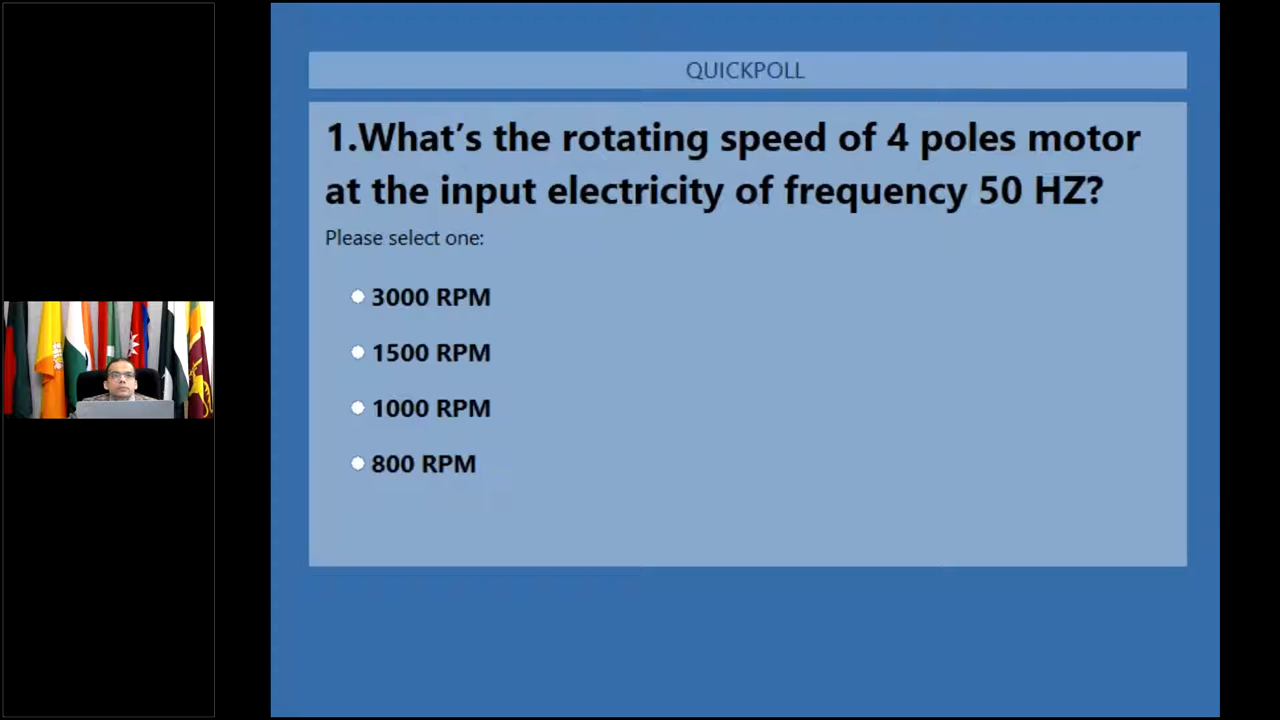 QUICKPOLL
1.What's the rotating speed of 4 poles motor
at the input electricity of frequency 50 HZ?
Please select one:
3000 RPM
1500 RPM
1000 RPM
800 RPM